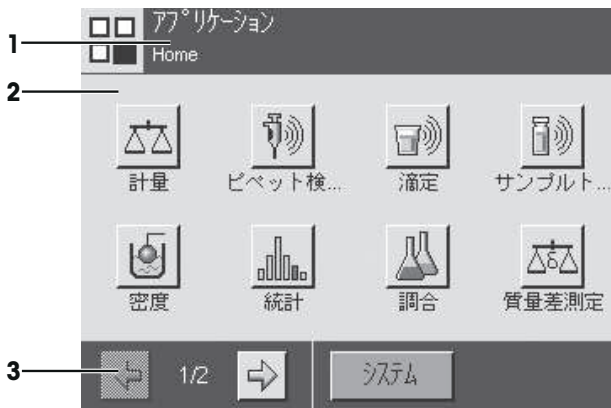 アプリケーション
1
Home
2
計量 ピペット検... 滴定 サンプルト...
δ
密度 統計 調合 質量差測定
3 1/2 システム